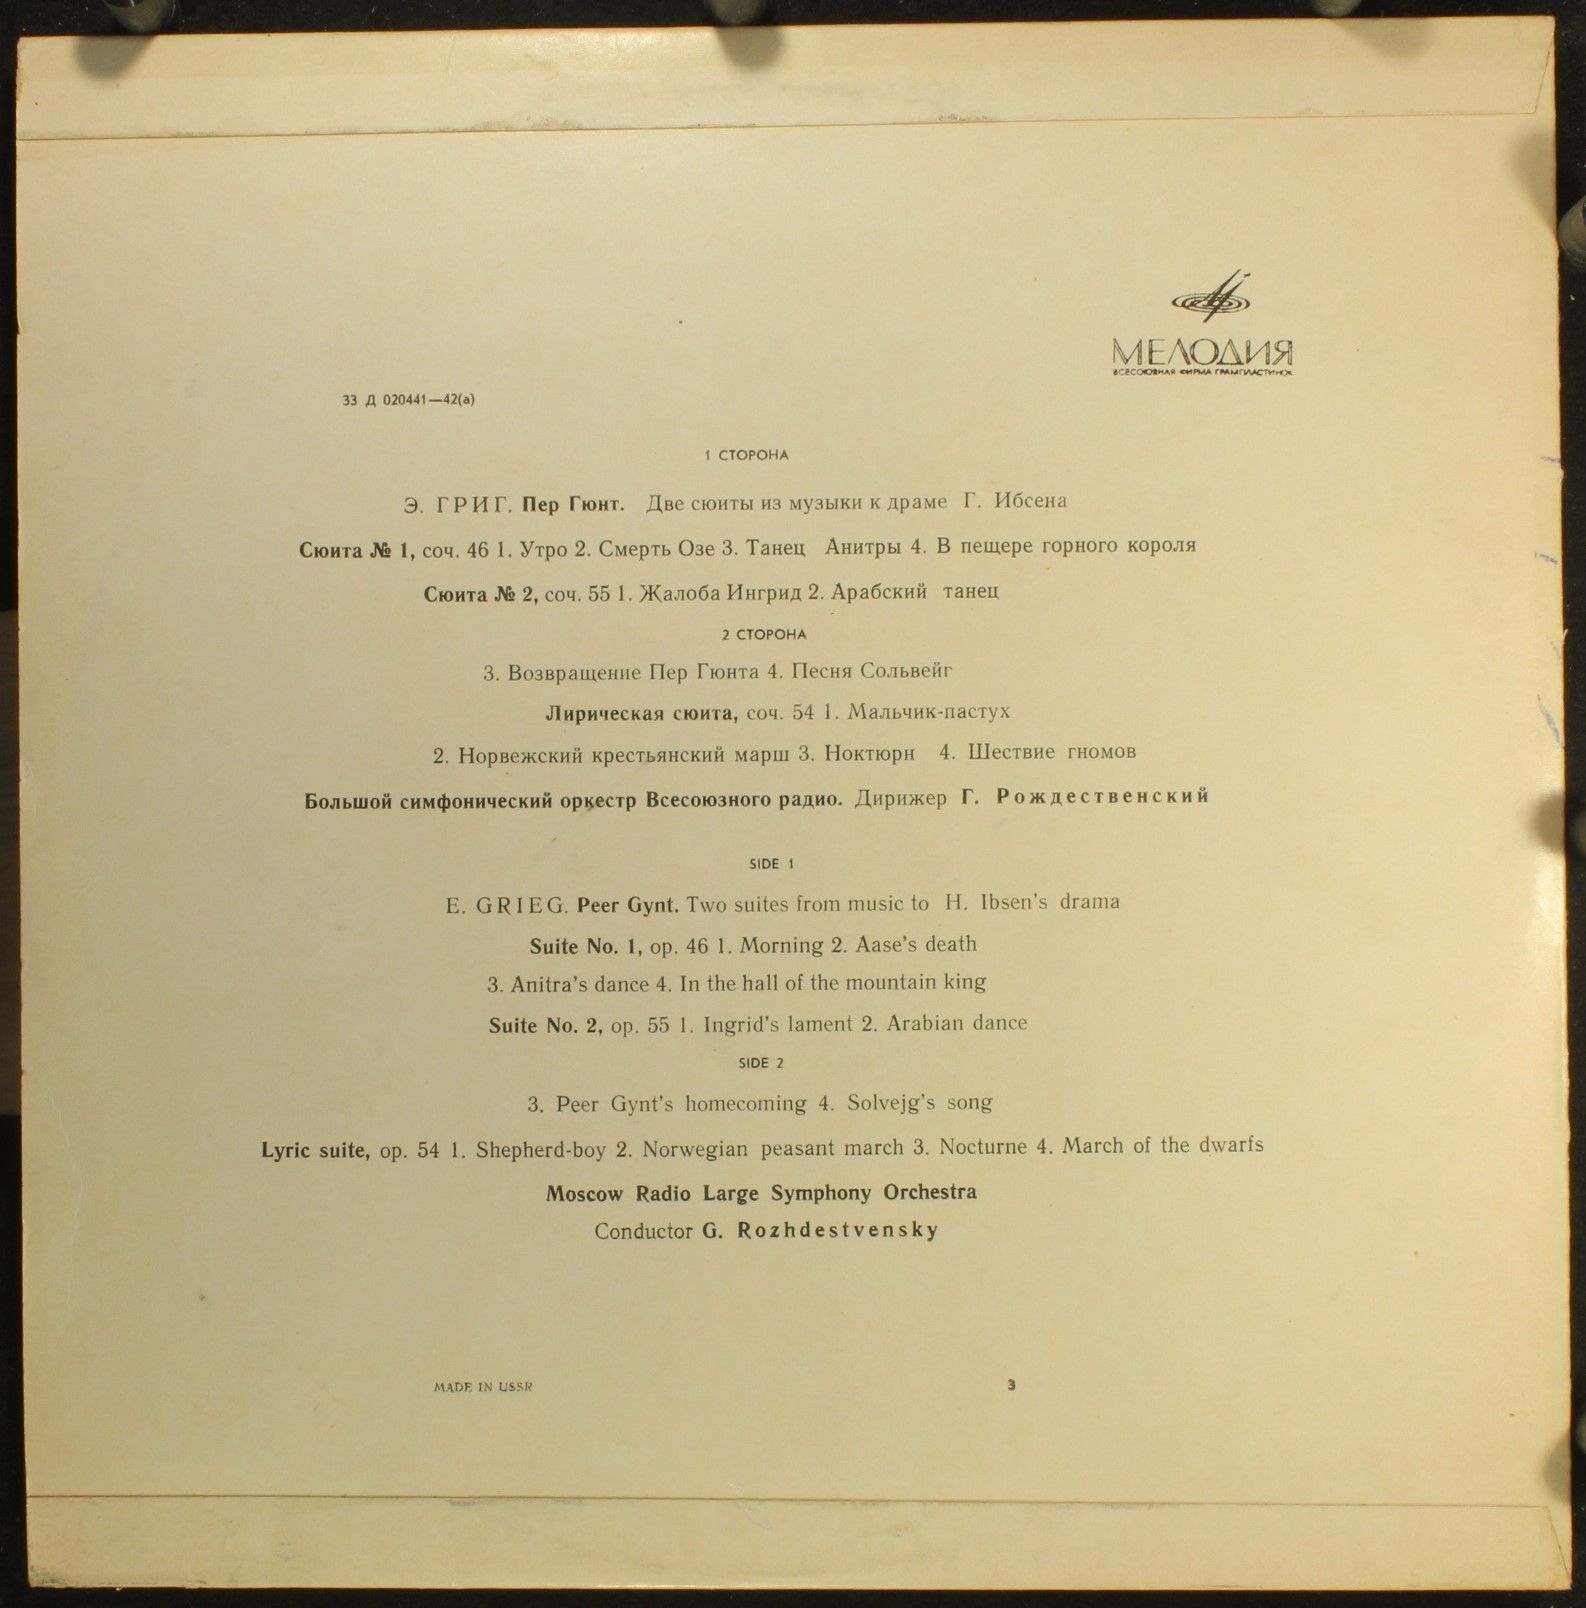 МЕЛОДИЯ
ВСЕСОЮЗНАЯ ФИРМА ГРАМПЛАСТИНОК
33 Д 020441—42(а)
1 СТОРОНА
Э. ГРИГ. Пер Гюнт. Две сюиты из музыки к драме Г. Ибсена
Сюита № 1, соч. 46 1. Утро 2. Смерть Озе 3. Танец Анитры 4. В пещере горного короля
Сюита № 2, соч. 55 1. Жалоба Ингрид 2. Арабский танец
2 СТОРОНА
3. Возвращение Пер Гюнта 4. Песня Сольвейг
Лирическая сюита, соч. 54 1. Мальчик-пастух
2. Норвежский крестьянский марш 3. Ноктюрн 4. Шествие гномов
Большой симфонический оркестр Всесоюзного радио. Дирижер Г. Рождественский
SIDE 1
E. GRIEG. Peer Gynt. Two suites from music to H. Ibsen's drama
Suite No. 1, op. 46 1. Morning 2. Aase's death
3. Anitra's dance 4. In the hall of the mountain king
Suite No. 2, op. 55 1. Ingrid's lament 2. Arabian dance
SIDE 2
3. Peer Gynt's homecoming 4. Solvejg's song
Lyric suite, op. 54 1. Shepherd-boy 2. Norwegian peasant march 3. Nocturne 4. March of the dwarfs
Moscow Radio Large Symphony Orchestra
Conductor G. Rozhdestvensky
MADE IN USSR
3